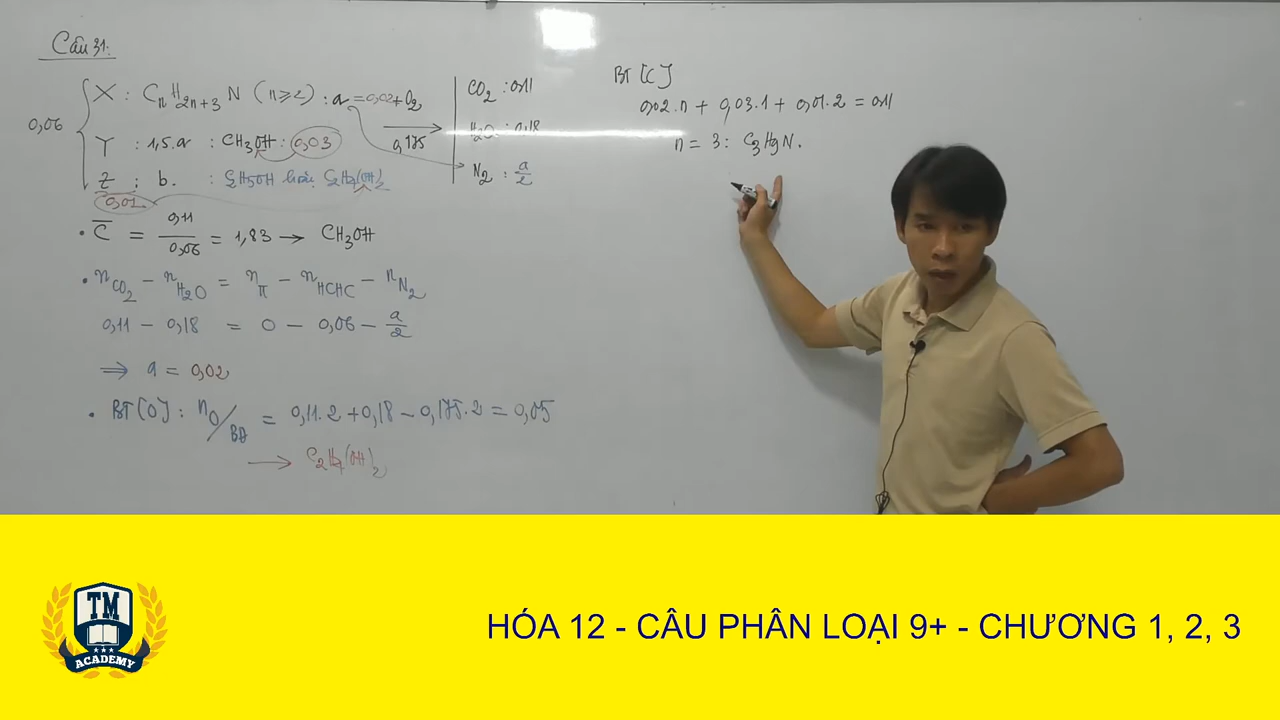 Câu 31:
0,06
X : CnH2n+3N (n≥2) : a = 0,02 + O2
0,175
Y : 1,5.a : CH3OH : 0,03
Z : b. : C2H5OH hoặc C2H4(OH)2
0,01
CO2 : 0,11
H2O : 0,18
N2 : a/2
• C̅ = 0,11/0,06 = 1,83 → CH3OH
• nCO2 − nH2O = nπ − nHCHC − nN2
0,11 − 0,18 = 0 − 0,06 − a/2
⇒ a = 0,02
• BT[O] : nO/BĐ = 0,11.2 + 0,18 − 0,175.2 = 0,05
→ C2H4(OH)2
BT [C]
0,02.n + 0,03.1 + 0,01.2 = 0,11
n = 3 : C3H9N.
TM
ACADEMY
HÓA 12 - CÂU PHÂN LOẠI 9+ - CHƯƠNG 1, 2, 3